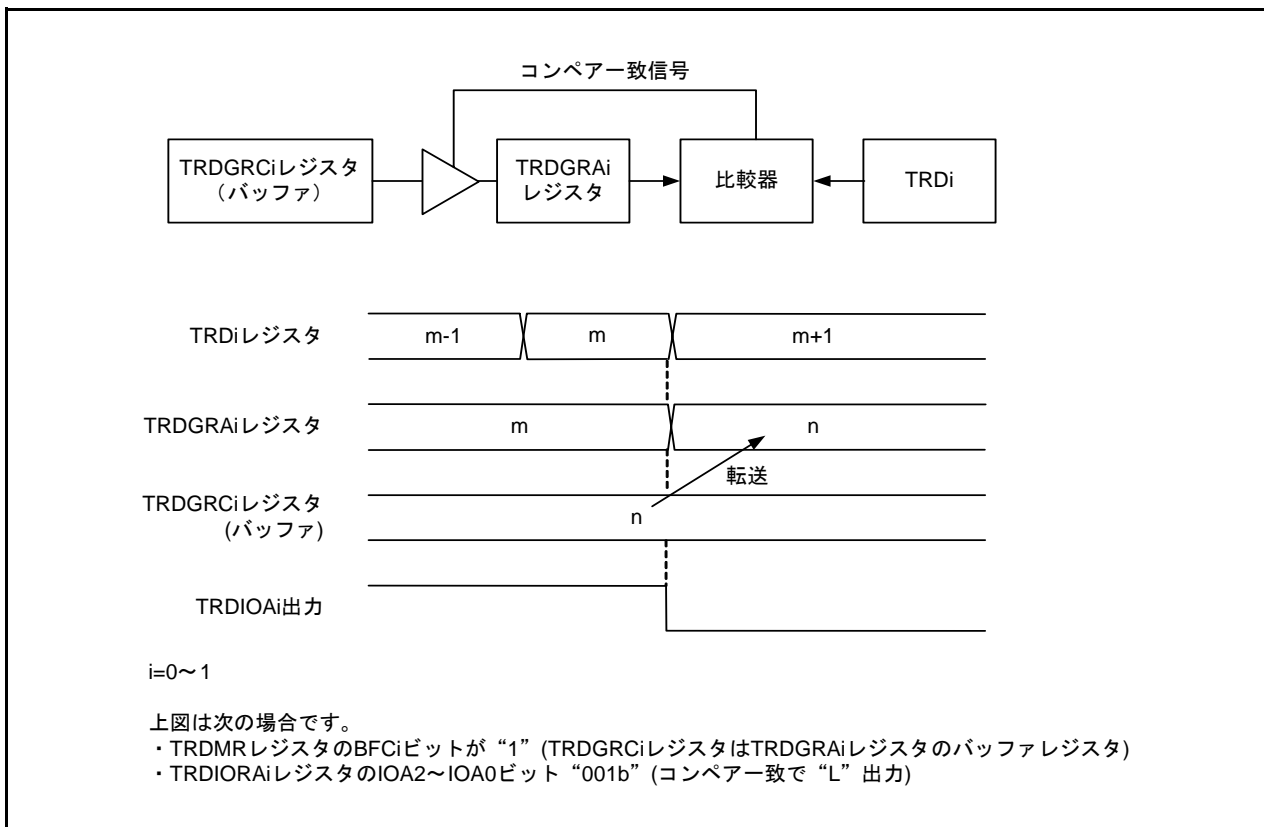 コンペア一致信号
TRDGRCiレジスタ
（バッファ）
TRDGRAi
レジスタ
比較器
TRDi
TRDiレジスタ
m-1
m
m+1
TRDGRAiレジスタ
m
n
転送
TRDGRCiレジスタ
(バッファ)
n
TRDIOAi出力
i=0～1
上図は次の場合です。
・TRDMRレジスタのBFCiビットが“1”(TRDGRCiレジスタはTRDGRAiレジスタのバッファレジスタ)
・TRDIORAiレジスタのIOA2～IOA0ビット“001b”(コンペア一致で“L”出力)